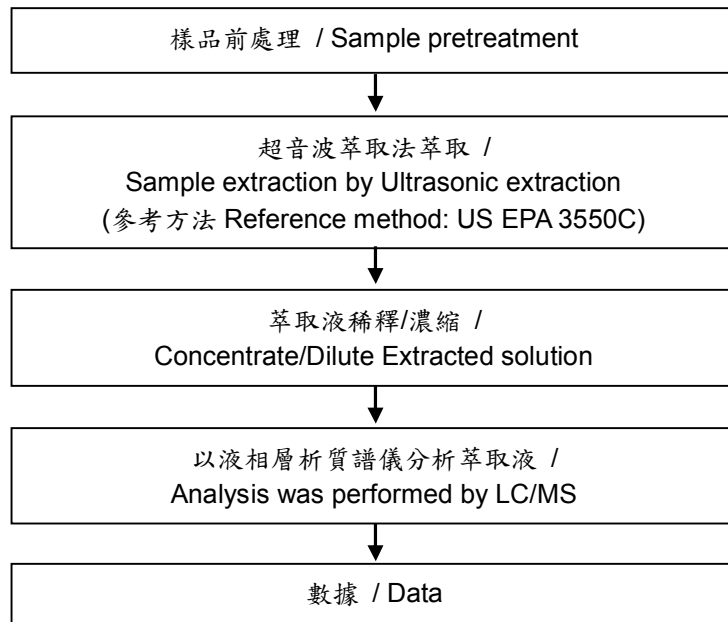 樣品前處理 / Sample pretreatment
超音波萃取法萃取 /
Sample extraction by Ultrasonic extraction
(參考方法 Reference method: US EPA 3550C)
萃取液稀釋/濃縮 /
Concentrate/Dilute Extracted solution
以液相層析質譜儀分析萃取液 /
Analysis was performed by LC/MS
數據 / Data